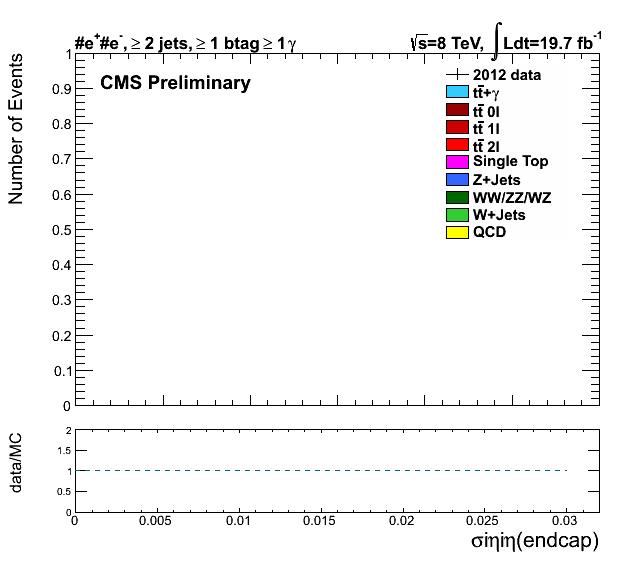 #e⁺#e⁻, ≥ 2 jets, ≥ 1 btag ≥ 1 γ
√s=8 TeV, ∫Ldt=19.7 fb⁻¹
CMS Preliminary
Number of Events
1
0.9
0.8
0.7
0.6
0.5
0.4
0.3
0.2
0.1
0
2012 data
tt̄+γ
tt̄ 0l
tt̄ 1l
tt̄ 2l
Single Top
Z+Jets
WW/ZZ/WZ
W+Jets
QCD
data/MC
2
1.5
1
0.5
0
0 0.005 0.01 0.015 0.02 0.025 0.03
σiηiη(endcap)